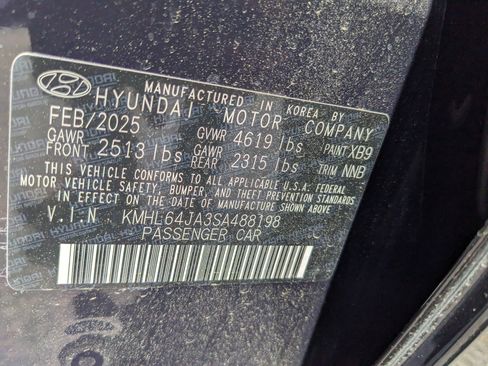 MANUFACTURED IN KOREA BY
HYUNDAI MOTOR COMPANY
FEB/2025 GVWR 4619 lbs PAINT XB9
GAWR FRONT 2513 lbs GAWR REAR 2315 lbs TRIM NNB
THIS VEHICLE CONFORMS TO ALL APPLICABLE U.S.A. FEDERAL
MOTOR VEHICLE SAFETY, BUMPER, AND THEFT PREVENTION STANDARDS
IN EFFECT ON THE DATE OF MANUFACTURE SHOWN ABOVE.
V.I.N KMHL64JA3SA488198
PASSENGER CAR